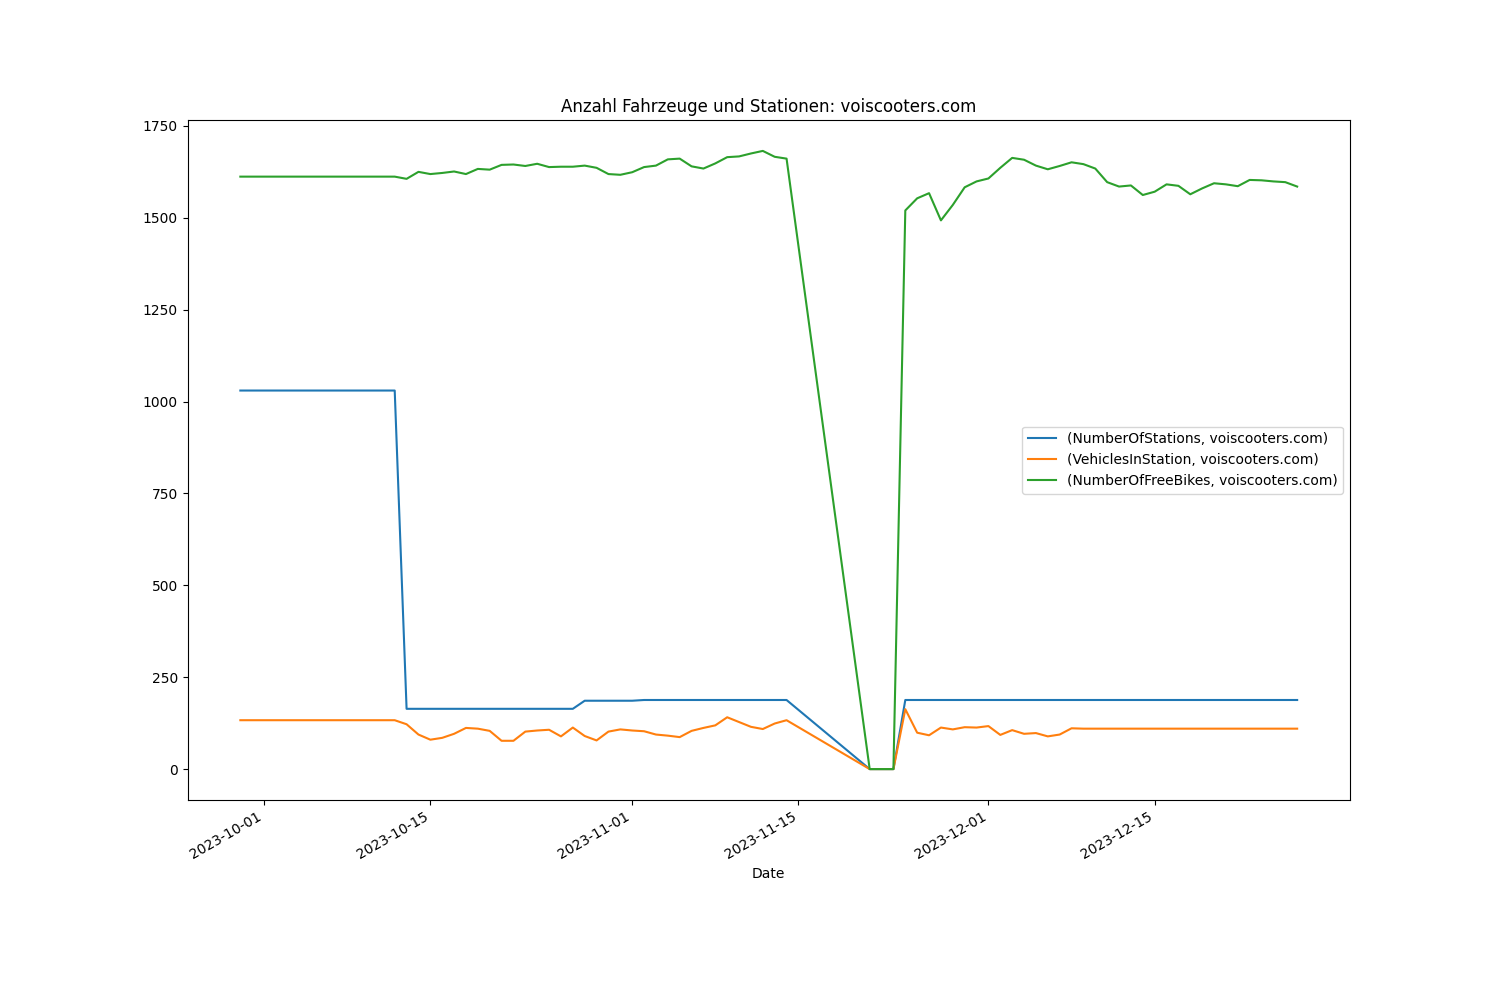 Anzahl Fahrzeuge und Stationen: voiscooters.com
1750
1500
1250
1000
750
500
250
0
(NumberOfStations, voiscooters.com)
(VehiclesInStation, voiscooters.com)
(NumberOfFreeBikes, voiscooters.com)
2023-10-01
2023-10-15
2023-11-01
2023-11-15
2023-12-01
2023-12-15
Date